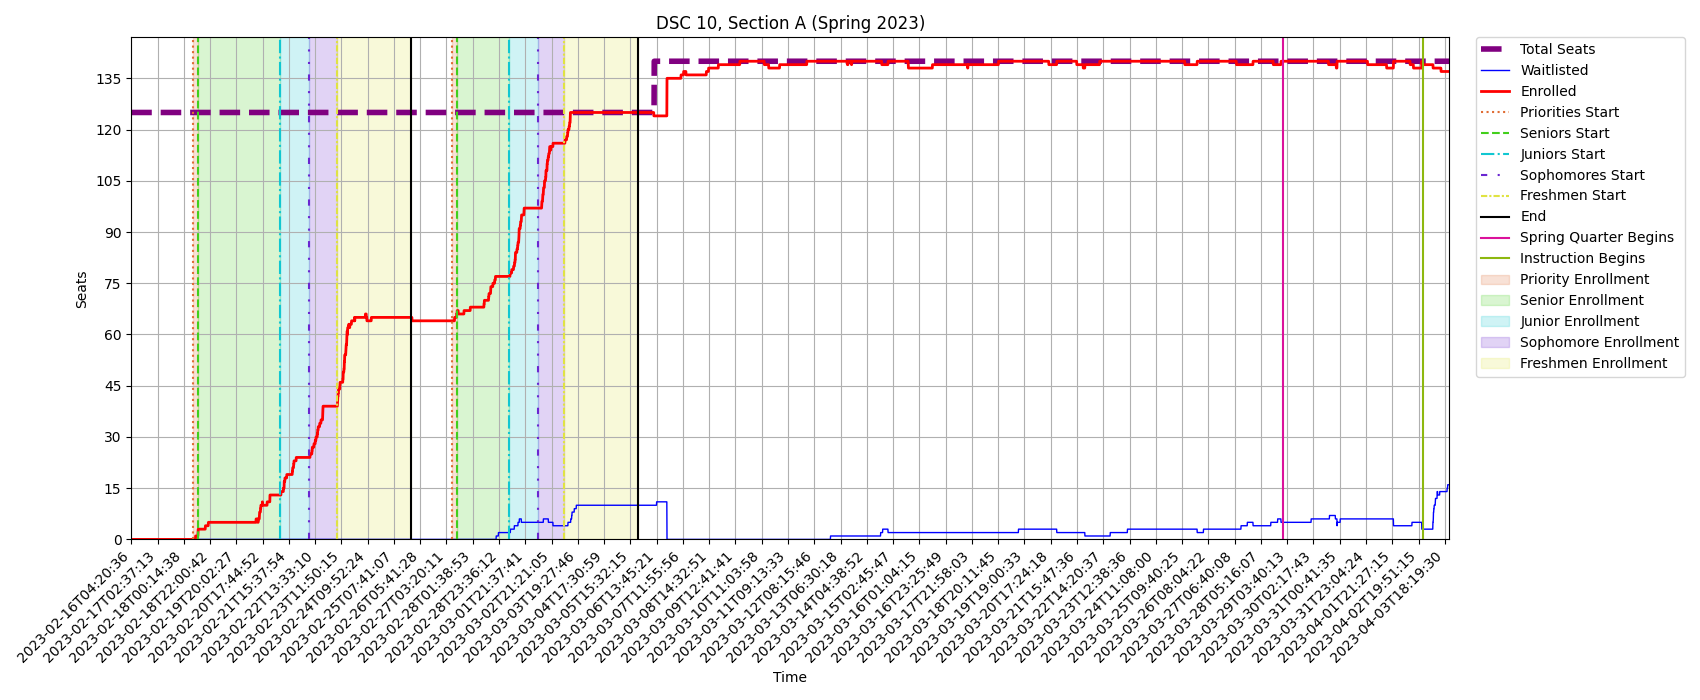 DSC 10, Section A (Spring 2023)
Total Seats
Waitlisted
Enrolled
Priorities Start
Seniors Start
Juniors Start
Sophomores Start
Freshmen Start
End
Spring Quarter Begins
Instruction Begins
Priority Enrollment
Senior Enrollment
Junior Enrollment
Sophomore Enrollment
Freshmen Enrollment
Seats
135
120
105
90
75
60
45
30
15
0
2023-02-16T04:20:36
2023-02-17T02:37:13
2023-02-18T00:14:38
2023-02-18T22:00:42
2023-02-19T20:02:27
2023-02-20T17:44:52
2023-02-21T15:37:54
2023-02-22T13:33:10
2023-02-23T11:50:15
2023-02-24T09:52:24
2023-02-25T07:41:07
2023-02-26T05:41:28
2023-02-27T03:20:11
2023-02-28T01:38:53
2023-02-28T23:36:12
2023-03-01T21:37:41
2023-03-02T21:21:05
2023-03-03T19:27:46
2023-03-04T17:30:59
2023-03-05T15:32:15
2023-03-06T13:45:21
2023-03-07T11:55:56
2023-03-08T14:32:51
2023-03-09T12:41:41
2023-03-10T11:03:58
2023-03-11T09:13:33
2023-03-12T08:15:46
2023-03-13T06:30:18
2023-03-14T04:38:52
2023-03-15T02:45:47
2023-03-16T01:04:15
2023-03-16T23:25:49
2023-03-17T21:58:03
2023-03-18T20:11:45
2023-03-19T19:00:33
2023-03-20T17:24:18
2023-03-21T15:47:36
2023-03-22T14:20:37
2023-03-23T12:38:36
2023-03-24T11:08:00
2023-03-25T09:40:25
2023-03-26T08:04:22
2023-03-27T06:40:08
2023-03-28T05:16:07
2023-03-29T03:40:13
2023-03-30T02:17:43
2023-03-31T00:41:35
2023-03-31T23:04:24
2023-04-01T21:27:15
2023-04-02T19:51:15
2023-04-03T18:19:30
Time